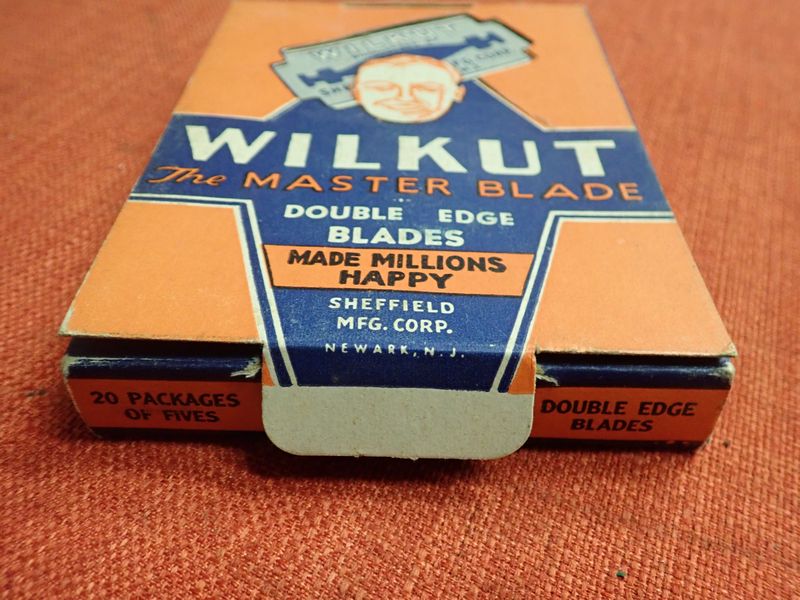 WILKUT
WILKUT
The MASTER BLADE
DOUBLE EDGE
BLADES
MADE MILLIONS
HAPPY
SHEFFIELD
MFG. CORP.
NEWARK, N. J.
20 PACKAGES
OF FIVES
DOUBLE EDGE
BLADES